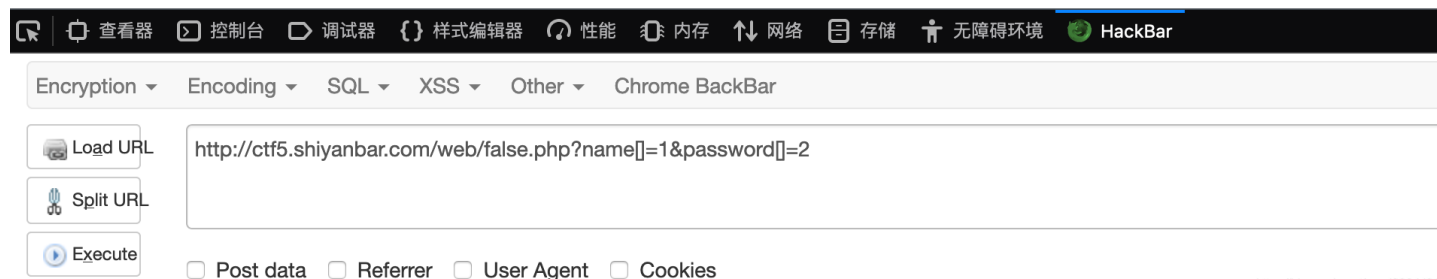 查看器 控制台 调试器 {} 样式编辑器 性能 内存 网络 存储 无障碍环境 HackBar
Encryption Encoding SQL XSS Other Chrome BackBar
Load URL
http://ctf5.shiyanbar.com/web/false.php?name[]=1&password[]=2
Split URL
Execute
Post data Referrer User Agent Cookies